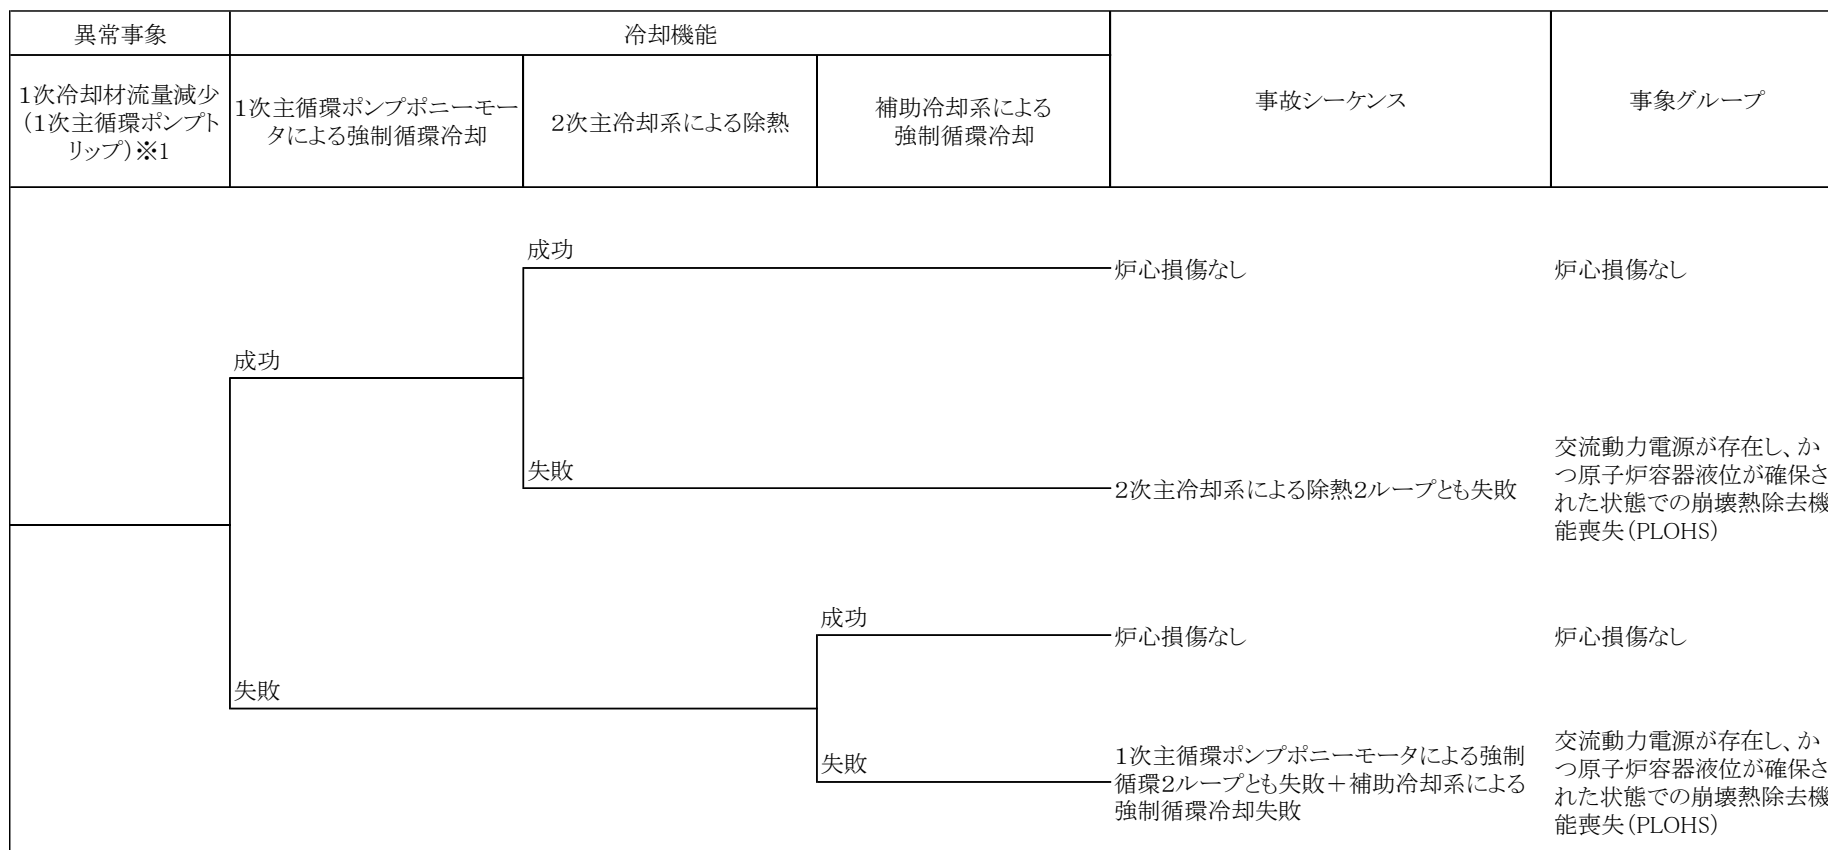 異常事象
冷却機能
1次冷却材流量減少
(1次主循環ポンプト
リップ)※1
1次主循環ポンプポニーモー
タによる強制循環冷却
2次主冷却系による除熱
補助冷却系による
強制循環冷却
事故シーケンス
事象グループ
成功
炉心損傷なし
炉心損傷なし
成功
失敗
2次主冷却系による除熱2ループとも失敗
交流動力電源が存在し、か
つ原子炉容器液位が確保さ
れた状態での崩壊熱除去機
能喪失(PLOHS)
成功
炉心損傷なし
炉心損傷なし
失敗
失敗
1次主循環ポンプポニーモータによる強制
循環2ループとも失敗+補助冷却系による
強制循環冷却失敗
交流動力電源が存在し、か
つ原子炉容器液位が確保さ
れた状態での崩壊熱除去機
能喪失(PLOHS)